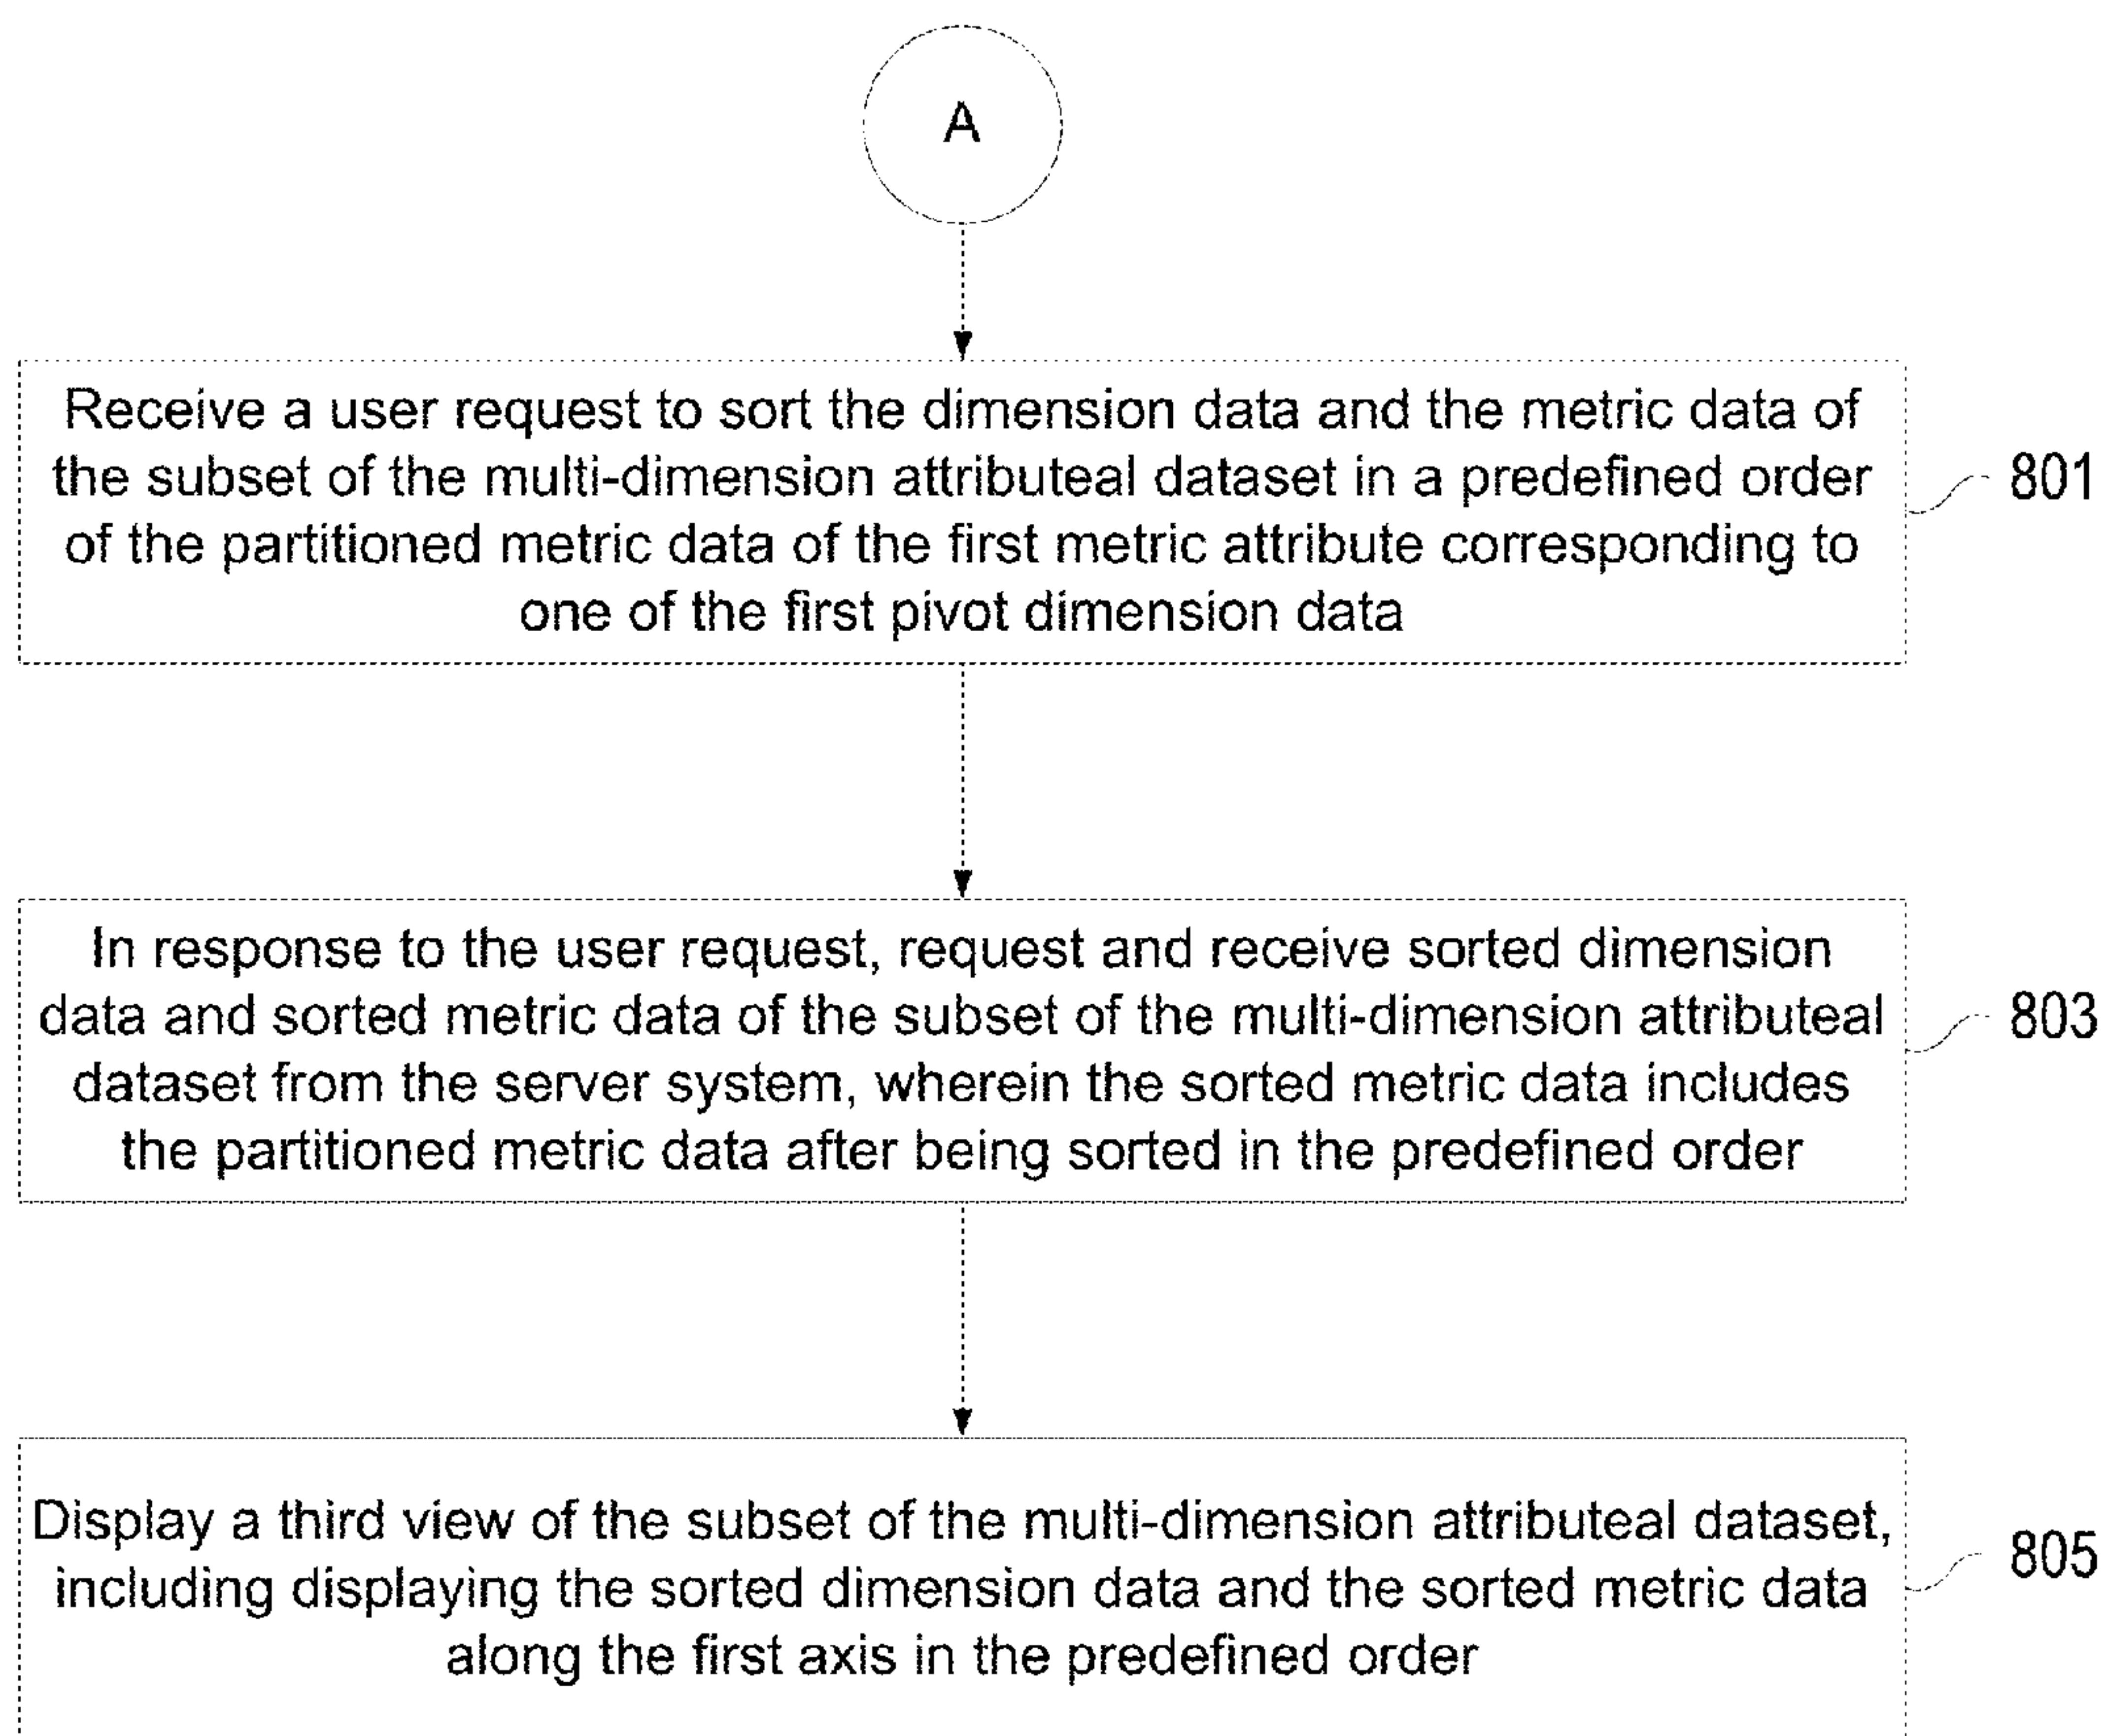 A
Receive a user request to sort the dimension data and the metric data of
the subset of the multi-dimension attributeal dataset in a predefined order
of the partitioned metric data of the first metric attribute corresponding to
one of the first pivot dimension data
801
In response to the user request, request and receive sorted dimension
data and sorted metric data of the subset of the multi-dimension attributeal
dataset from the server system, wherein the sorted metric data includes
the partitioned metric data after being sorted in the predefined order
803
Display a third view of the subset of the multi-dimension attributeal dataset,
including displaying the sorted dimension data and the sorted metric data
along the first axis in the predefined order
805